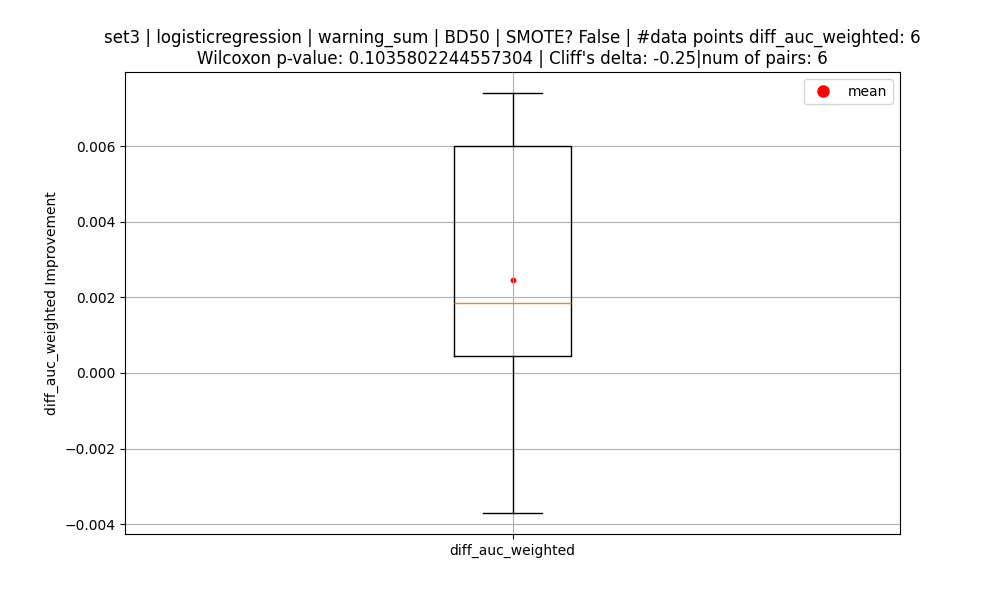 set3 | logisticregression | warning_sum | BD50 | SMOTE? False | #data points diff_auc_weighted: 6
Wilcoxon p-value: 0.1035802244557304 | Cliff's delta: -0.25|num of pairs: 6
mean
0.006
0.004
0.002
0.000
−0.002
−0.004
diff_auc_weighted Improvement
diff_auc_weighted